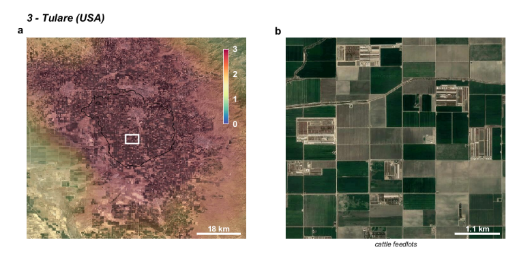 3 - Tulare (USA)
a
b
3
2
1
0
18 km
1.1 km
cattle feedlots